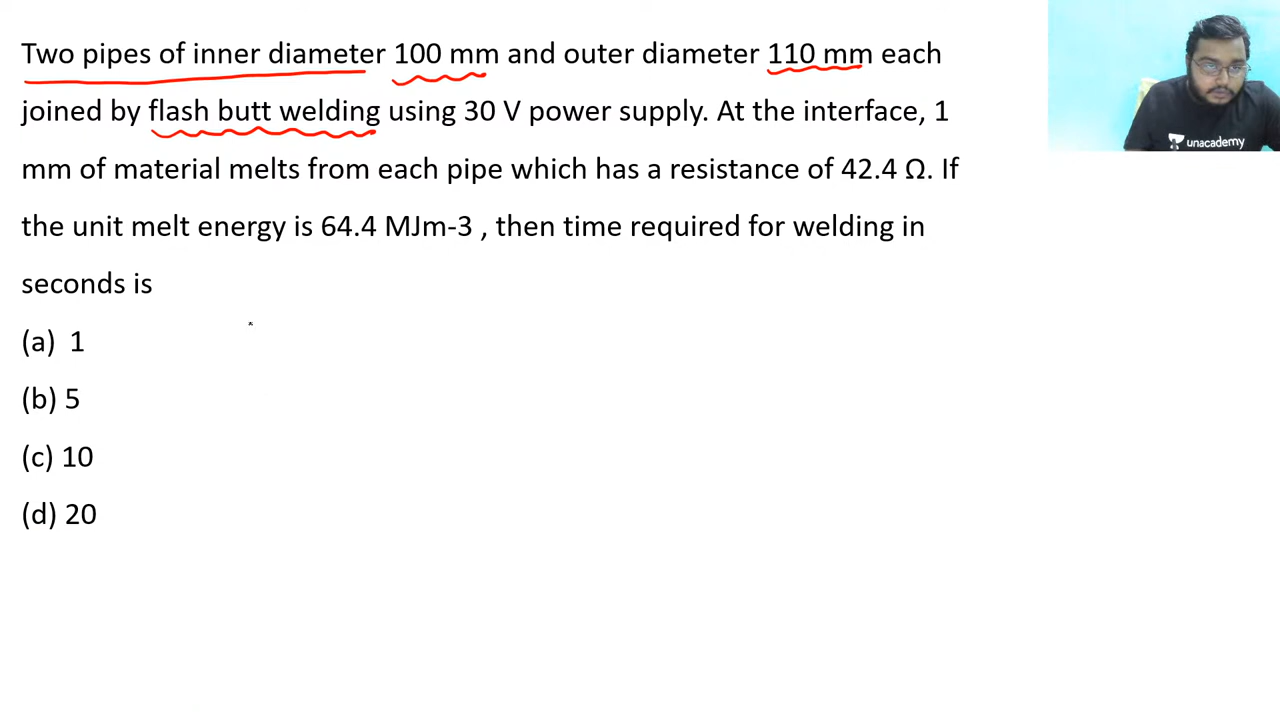 Two pipes of inner diameter 100 mm and outer diameter 110 mm each
joined by flash butt welding using 30 V power supply. At the interface, 1
mm of material melts from each pipe which has a resistance of 42.4 Ω. If
the unit melt energy is 64.4 MJm-3 , then time required for welding in
seconds is
(a) 1
(b) 5
(c) 10
(d) 20
unacademy